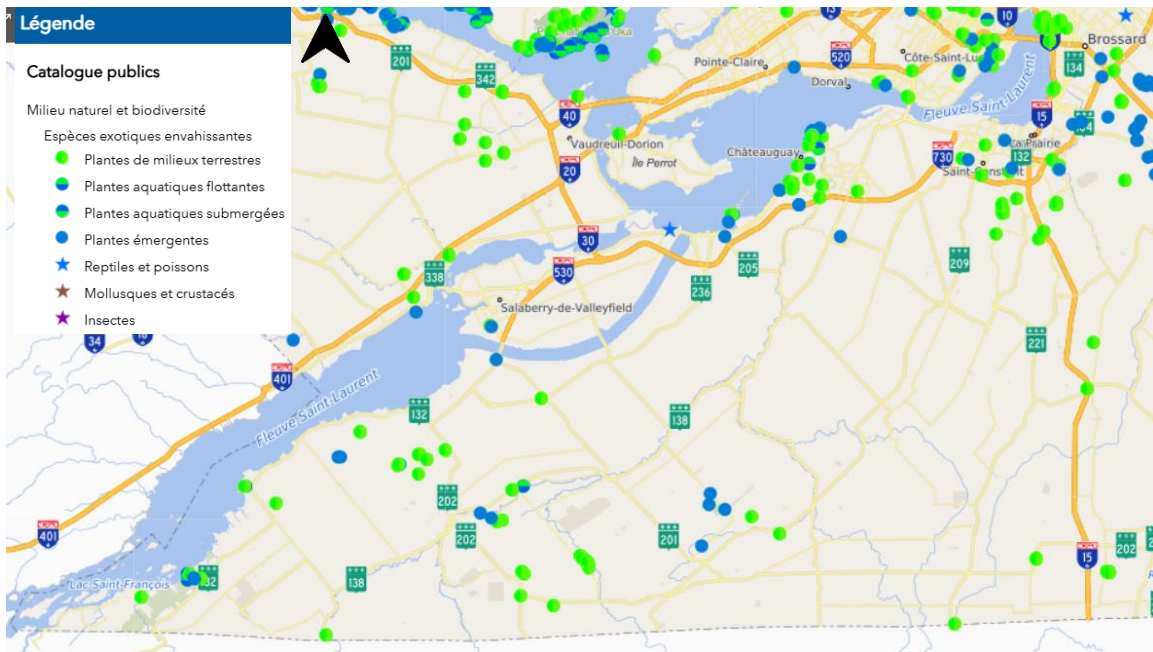 Légende
Catalogue publics
Milieu naturel et biodiversité
Espèces exotiques envahissantes
Plantes de milieux terrestres
Plantes aquatiques flottantes
Plantes aquatiques submergées
Plantes émergentes
Reptiles et poissons
Mollusques et crustacés
Insectes
201
342
40
20
Pointe-Claire
520
Côte-Saint-Lu
13
10
Brossard
134
Dorval
Fleuve Saint-Laurent
15
Vaudreuil-Dorion
Île Perrot
Châteauguay
730
La Prairie
132
Saint-Constant
30
530
338
Salaberry-de-Valleyfield
236
205
209
221
34
401
Fleuve Saint-Laurent
132
138
202
202
201
401
Lac Saint-François
132
138
15
202